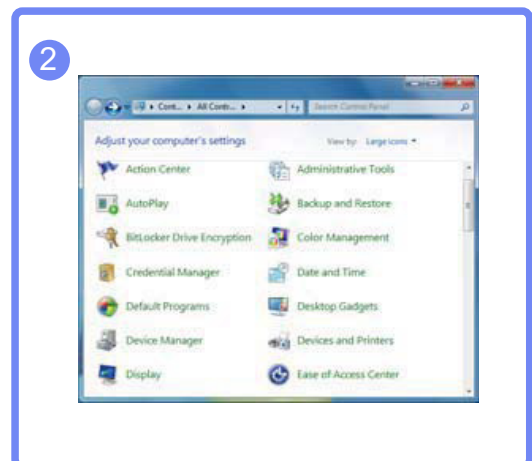 2
Cont... All Contr...
Search Control Panel
Adjust your computer's settings
View by: Large icons
Action Center
Administrative Tools
AutoPlay
Backup and Restore
BitLocker Drive Encryption
Color Management
Credential Manager
Date and Time
Default Programs
Desktop Gadgets
Device Manager
Devices and Printers
Display
Ease of Access Center